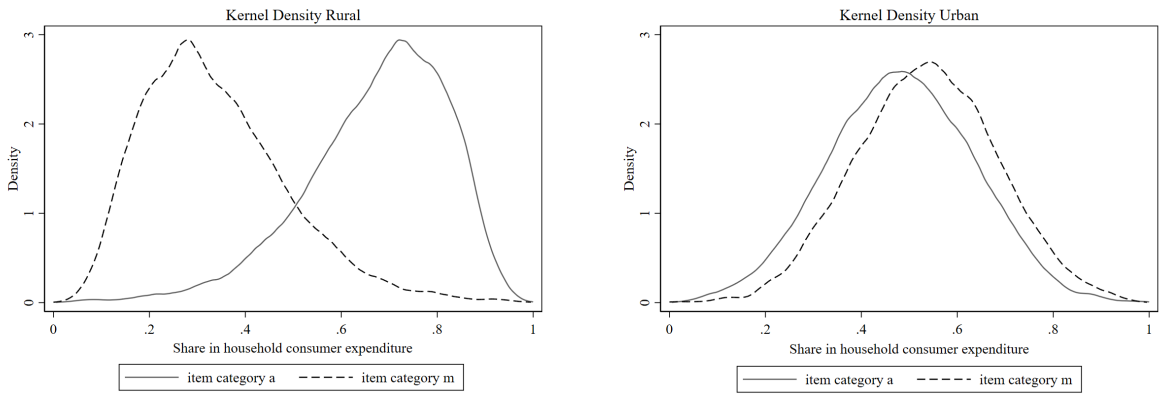 Kernel Density Rural
3
2
1
0
Density
0 .2 .4 .6 .8 1
Share in household consumer expenditure
item category a item category m
Kernel Density Urban
3
2
1
0
Density
0 .2 .4 .6 .8 1
Share in household consumer expenditure
item category a item category m